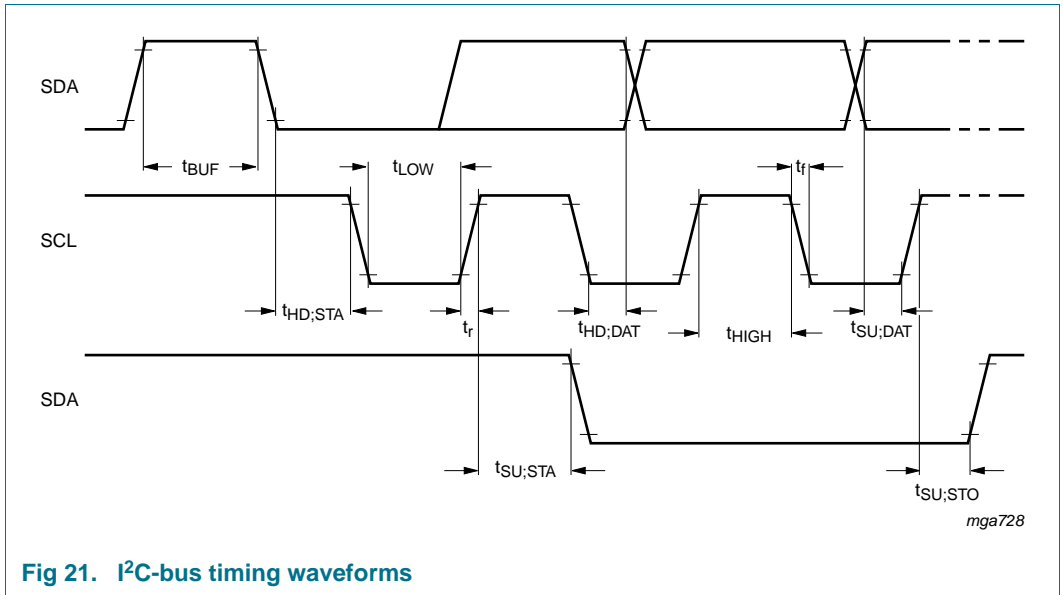 SDA
tBUF
tLOW
tf
SCL
tHD;STA
tr
tHD;DAT
tHIGH
tSU;DAT
SDA
tSU;STA
tSU;STO
mga728
Fig 21. I²C-bus timing waveforms